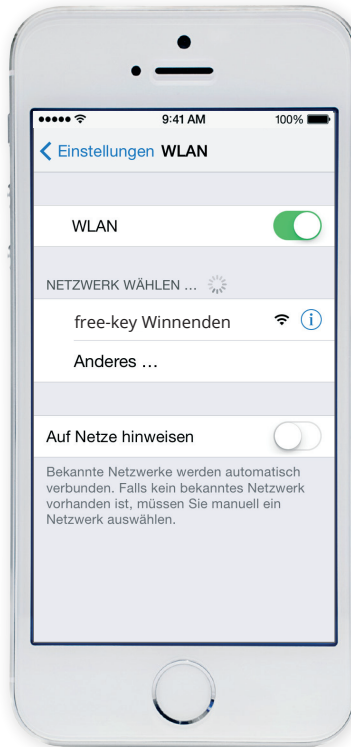 9:41 AM 100%
Einstellungen WLAN
WLAN
NETZWERK WÄHLEN ...
free-key Winnenden
Anderes ...
Auf Netze hinweisen
Bekannte Netzwerke werden automatisch
verbunden. Falls kein bekanntes Netzwerk
vorhanden ist, müssen Sie manuell ein
Netzwerk auswählen.